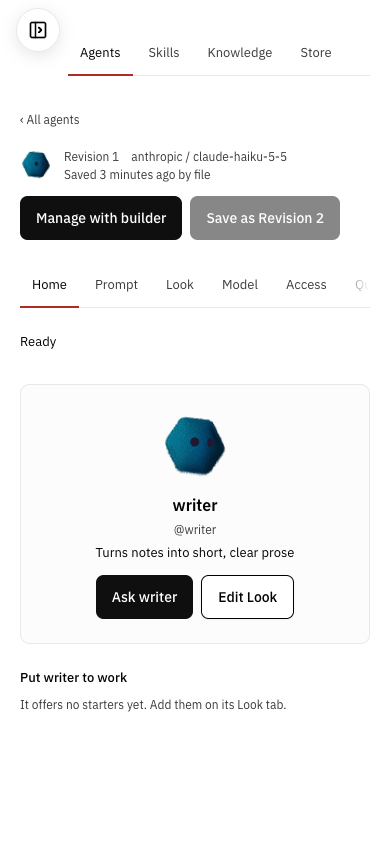 Agents Skills Knowledge Store
‹ All agents
Revision 1 anthropic / claude-haiku-5-5
Saved 3 minutes ago by file
Manage with builder Save as Revision 2
Home Prompt Look Model Access
Ready
writer
@writer
Turns notes into short, clear prose
Ask writer Edit Look
Put writer to work
It offers no starters yet. Add them on its Look tab.